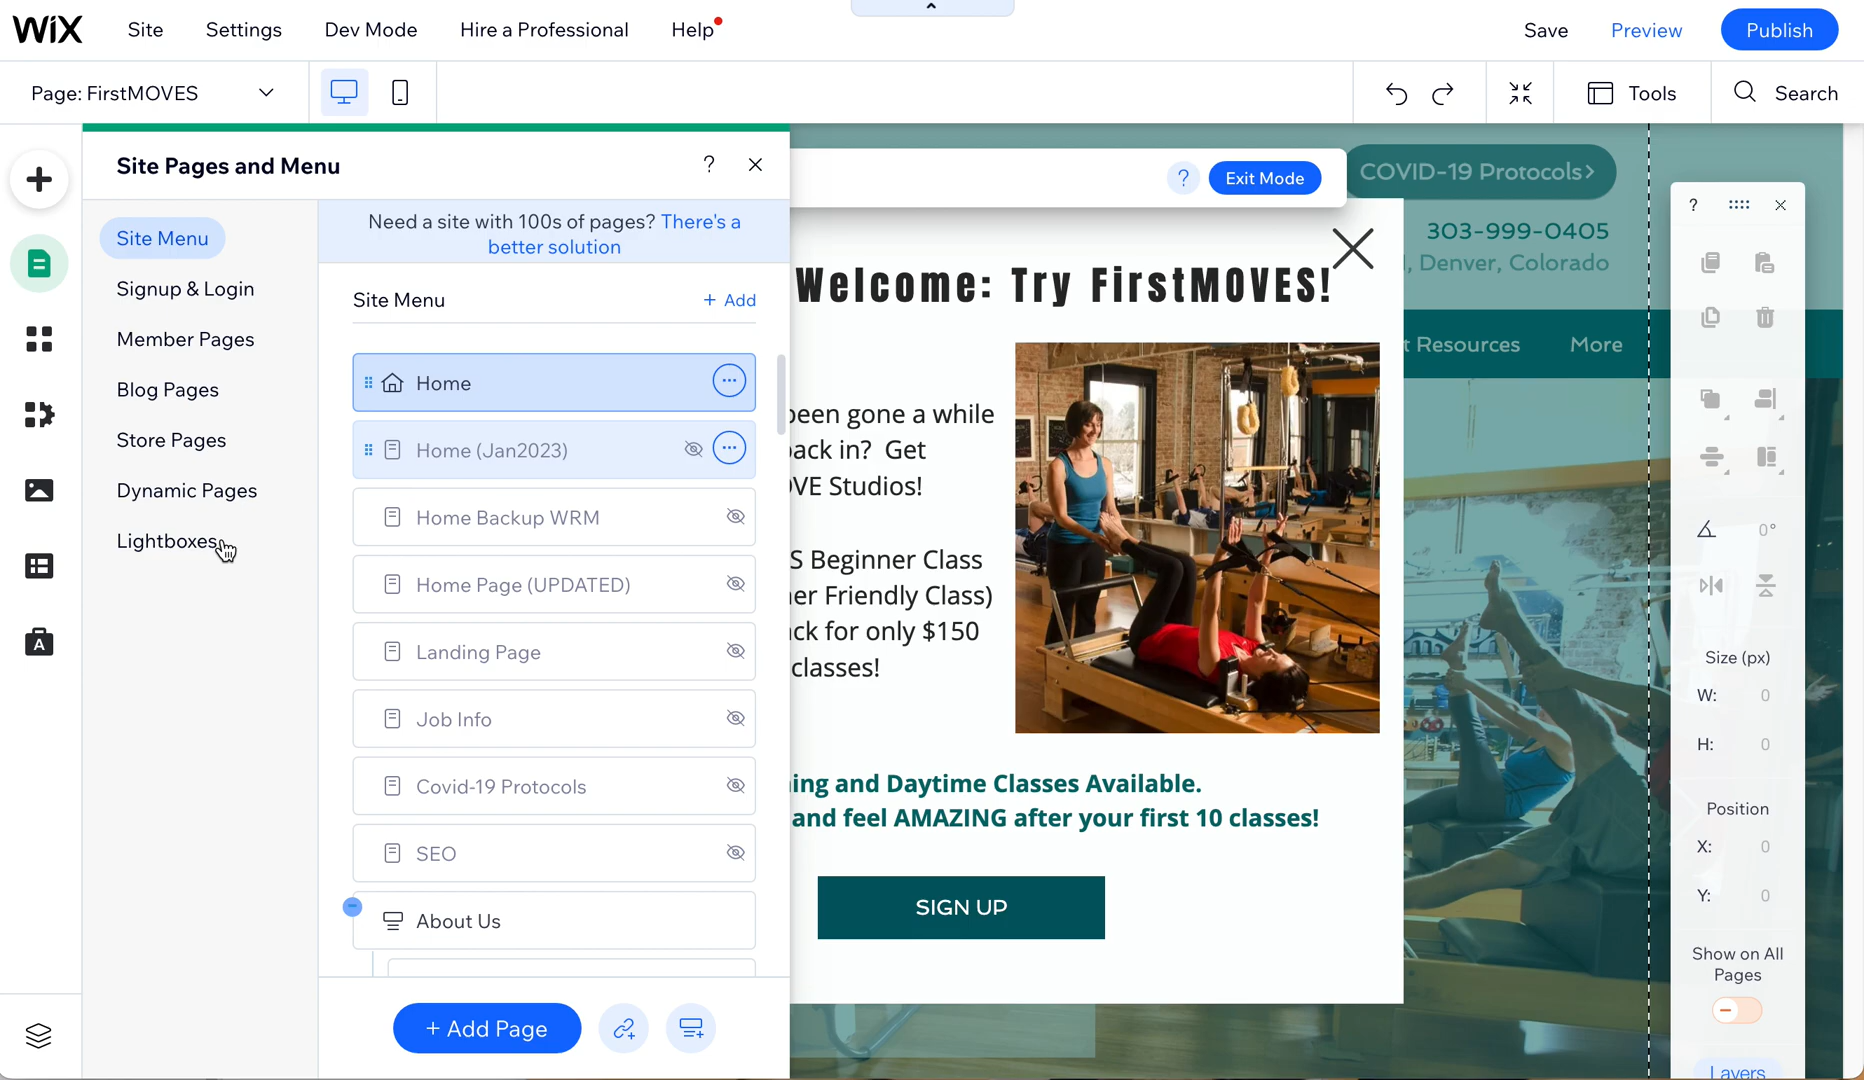 WiX Site Settings Dev Mode Hire a Professional Help Save Preview Publish
Page: FirstMOVES Tools Search
Site Pages and Menu ? ×
Site Menu
Signup & Login
Member Pages
Blog Pages
Store Pages
Dynamic Pages
Lightboxes
Need a site with 100s of pages? There's a
better solution
Site Menu + Add
Home
Home (Jan2023)
Home Backup WRM
Home Page (UPDATED)
Landing Page
Job Info
Covid-19 Protocols
SEO
About Us
+ Add Page
? Exit Mode
COVID-19 Protocols >
303-999-0405
, Denver, Colorado
t Resources More
Welcome: Try FirstMOVES!
been gone a while
back in? Get
OVE Studios!
S Beginner Class
ner Friendly Class)
ck for only $150
classes!
ing and Daytime Classes Available.
and feel AMAZING after your first 10 classes!
SIGN UP
? ×
0°
Size (px)
W: 0
H: 0
Position
X: 0
Y: 0
Show on All
Pages
Layers
A